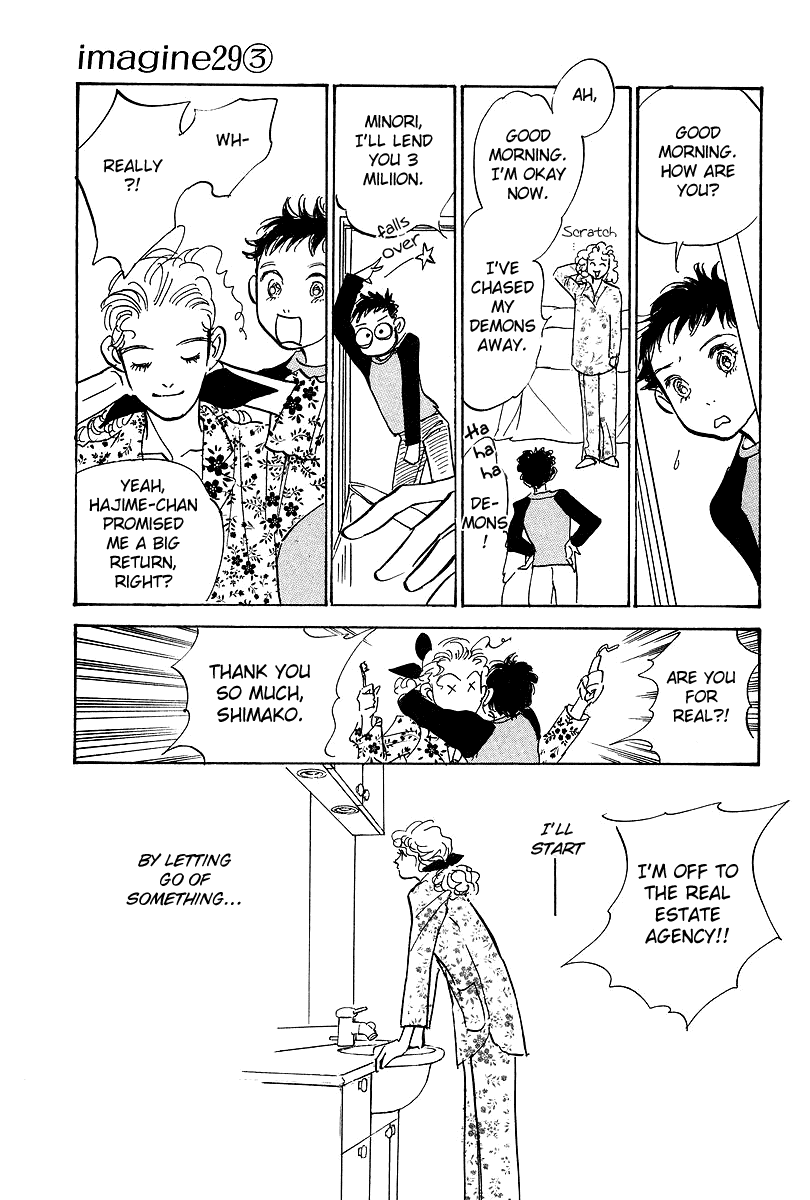 imagine29③
GOOD
MORNING.
HOW ARE
YOU?
AH,
GOOD
MORNING.
I'M OKAY
NOW.
Scratch
I'VE
CHASED
MY
DEMONS
AWAY.
Ha
ha
ha
DE-
MONS
!
MINORI,
I'LL LEND
YOU 3
MILIION.
falls
over
WH-
REALLY
?!
YEAH,
HAJIME-CHAN
PROMISED
ME A BIG
RETURN,
RIGHT?
ARE YOU
FOR
REAL?!
THANK YOU
SO MUCH,
SHIMAKO.
I'M OFF TO
THE REAL
ESTATE
AGENCY!!
I'LL
START
BY LETTING
GO OF
SOMETHING...